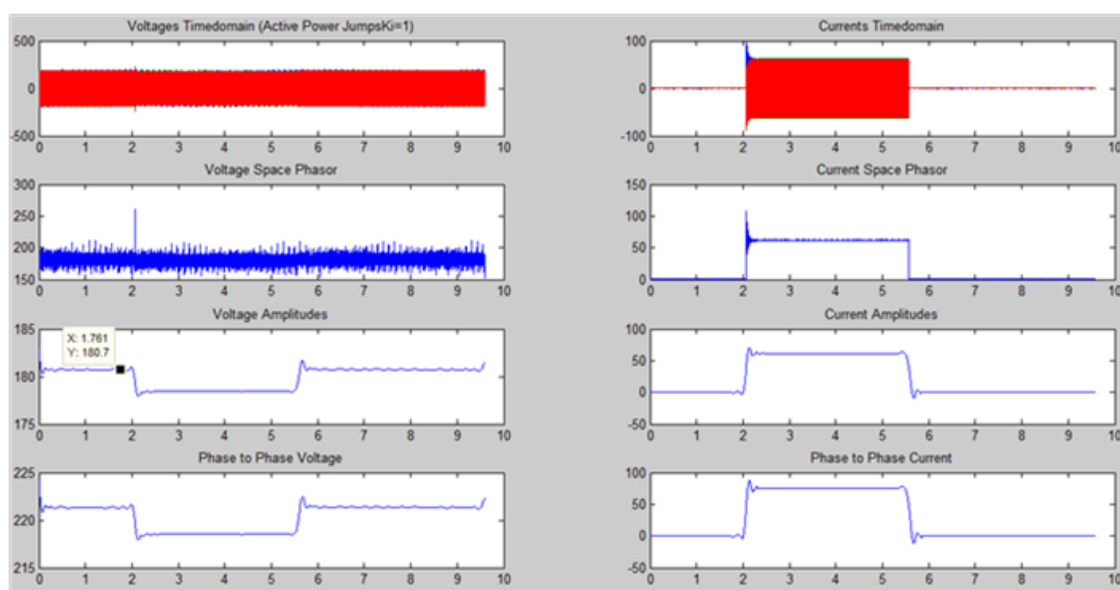 Voltages Timedomain (Active Power JumpsKi=1)
500
0
-500
0 1 2 3 4 5 6 7 8 9 10
Currents Timedomain
100
0
-100
0 1 2 3 4 5 6 7 8 9 10
Voltage Space Phasor
300
250
200
150
0 1 2 3 4 5 6 7 8 9 10
Current Space Phasor
150
100
50
0
0 1 2 3 4 5 6 7 8 9 10
Voltage Amplitudes
185
180
175
X: 1.761
Y: 180.7
0 1 2 3 4 5 6 7 8 9 10
Current Amplitudes
100
50
0
-50
0 1 2 3 4 5 6 7 8 9 10
Phase to Phase Voltage
225
220
215
0 1 2 3 4 5 6 7 8 9 10
Phase to Phase Current
100
50
0
-50
0 1 2 3 4 5 6 7 8 9 10